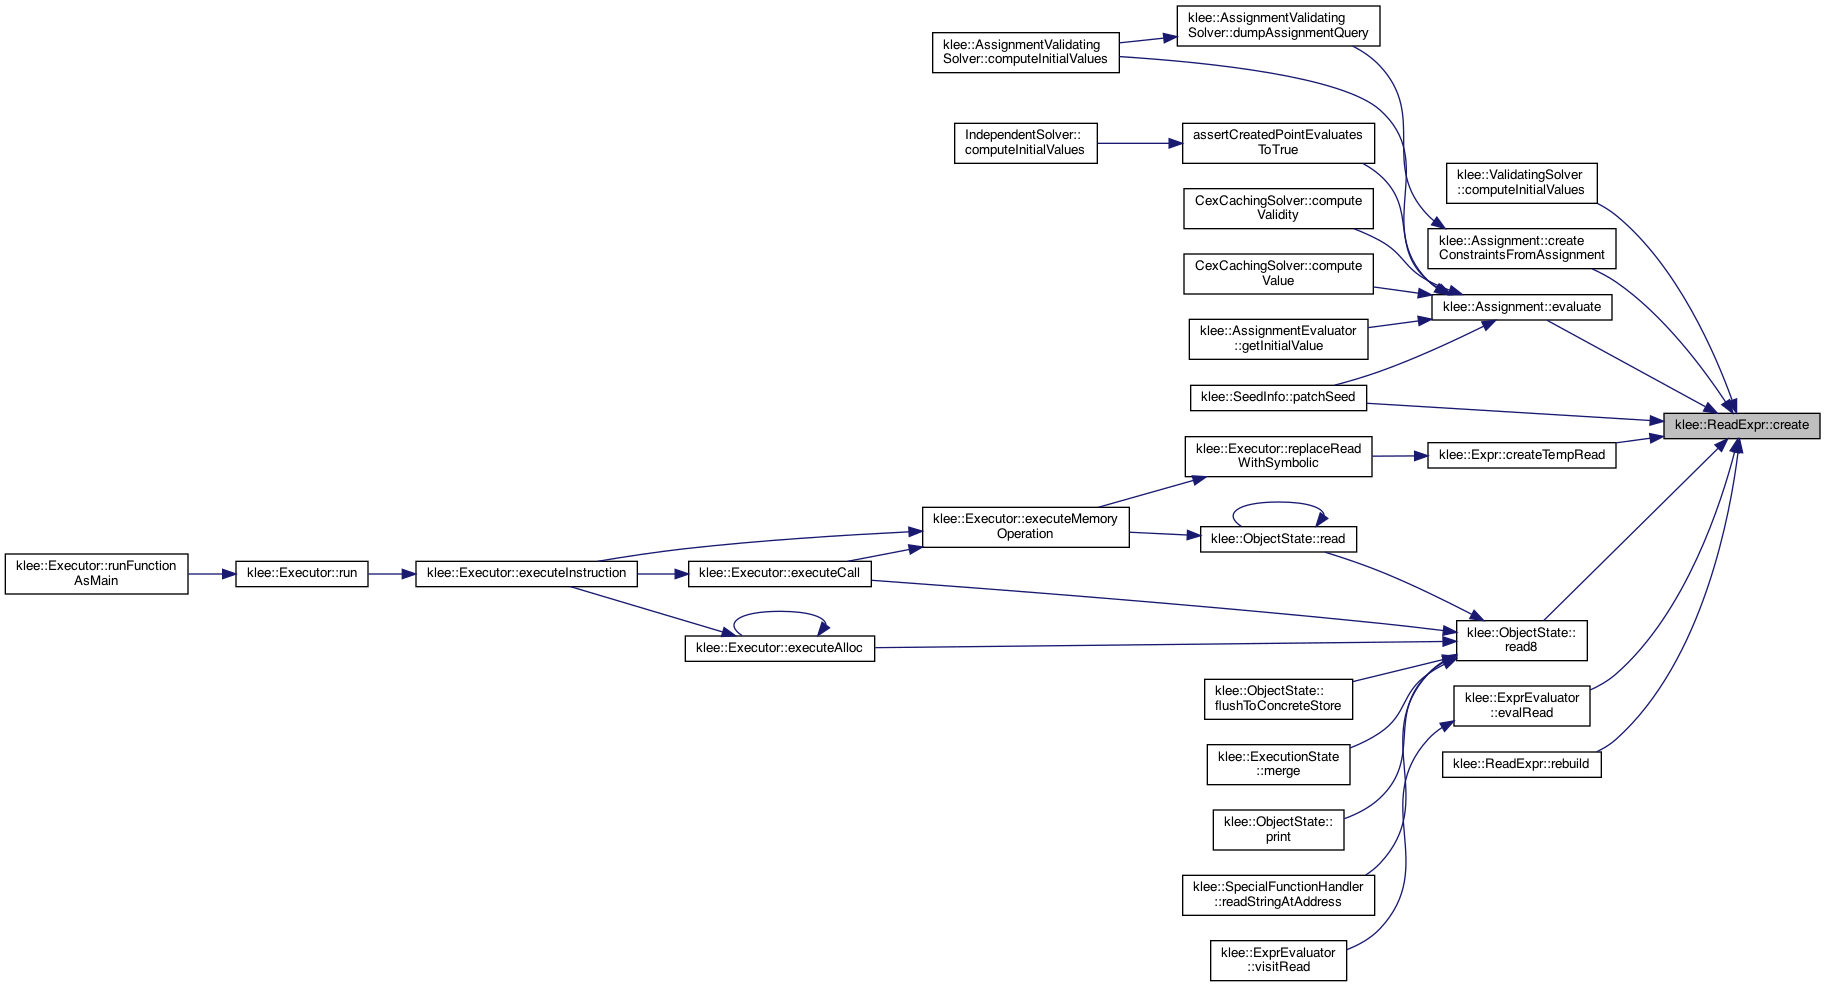 klee::AssignmentValidating
Solver::dumpAssignmentQuery
klee::AssignmentValidating
Solver::computeInitialValues
IndependentSolver::
computeInitialValues
assertCreatedPointEvaluates
ToTrue
klee::ValidatingSolver
::computeInitialValues
CexCachingSolver::compute
Validity
klee::Assignment::create
ConstraintsFromAssignment
CexCachingSolver::compute
Value
klee::Assignment::evaluate
klee::AssignmentEvaluator
::getInitialValue
klee::SeedInfo::patchSeed
klee::ReadExpr::create
klee::Executor::replaceRead
WithSymbolic
klee::Expr::createTempRead
klee::Executor::executeMemory
Operation
klee::ObjectState::read
klee::Executor::runFunction
AsMain
klee::Executor::run
klee::Executor::executeInstruction
klee::Executor::executeCall
klee::Executor::executeAlloc
klee::ObjectState::
read8
klee::ObjectState::
flushToConcreteStore
klee::ExprEvaluator
::evalRead
klee::ExecutionState
::merge
klee::ReadExpr::rebuild
klee::ObjectState::
print
klee::SpecialFunctionHandler
::readStringAtAddress
klee::ExprEvaluator
::visitRead